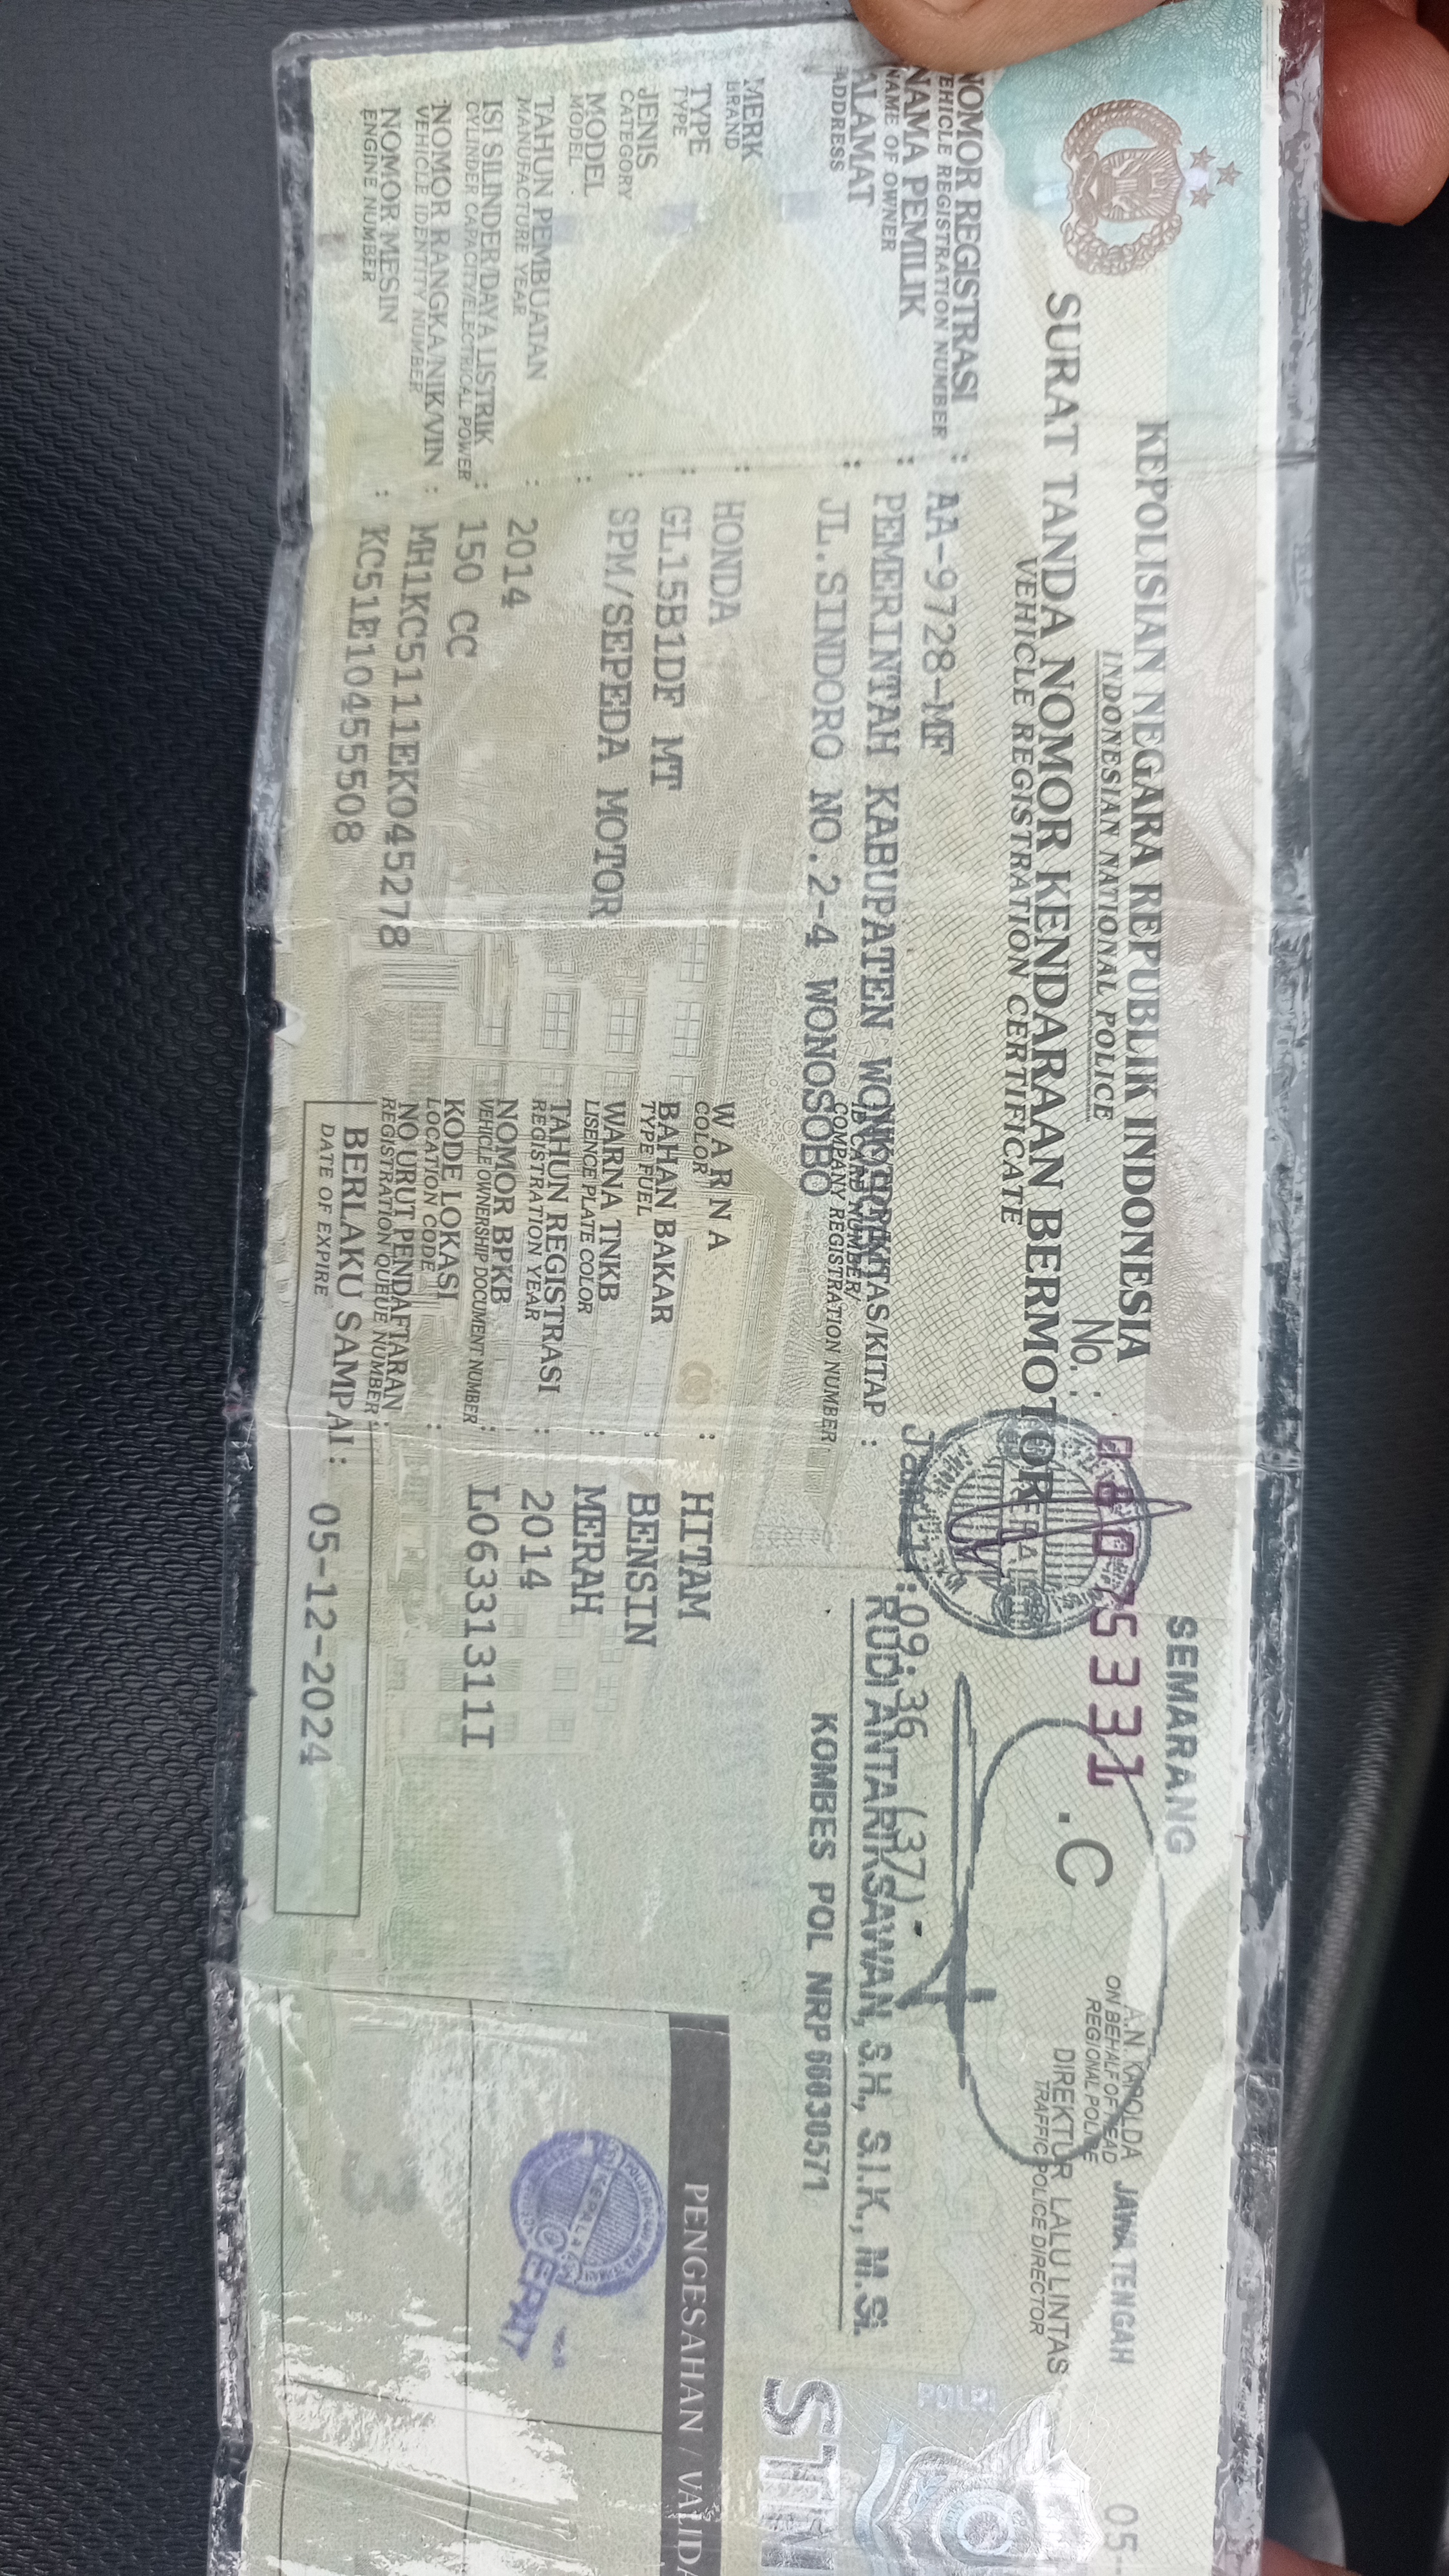 KEPOLISIAN NEGARA REPUBLIK INDONESIA
INDONESIAN NATIONAL POLICE
SURAT TANDA NOMOR KENDARAAN BERMOTOR
VEHICLE REGISTRATION CERTIFICATE
No. :
5331 .C
NOMOR REGISTRASI : AA-9728-MF
VEHICLE REGISTRATION NUMBER
NAMA PEMILIK : PEMERINTAH KABUPATEN
NAME OF OWNER
ALAMAT : JL.SINDORO NO.2-4 WONOSOBO
ADDRESS
COMPANY REGISTRATION NUMBER
MERK : HONDA
BRAND
TYPE : GL15B1DF MT
TYPE
JENIS : SPM/SEPEDA MOTOR
CATEGORY
MODEL :
MODEL
TAHUN PEMBUATAN : 2014
MANUFACTURE YEAR
ISI SILINDER/DAYA LISTRIK : 150 CC
CYLINDER CAPACITY/ELECTRICAL POWER
NOMOR RANGKA/NIK/VIN : MH1KC5111EK045278
VEHICLE IDENTITY NUMBER
NOMOR MESIN : KC51E1045508
ENGINE NUMBER
WARNA : HITAM
COLOR
BAHAN BAKAR : BENSIN
TYPE FUEL
WARNA TNKB : MERAH
LISENCE PLATE COLOR
TAHUN REGISTRASI : 2014
REGISTRATION YEAR
NOMOR BPKB : L06331311I
VEHICLE OWNERSHIP DOCUMENT NUMBER
KODE LOKASI :
LOCATION CODE
NO URUT PENDAFTARAN :
REGISTRATION QUEUE NUMBER
BERLAKU SAMPAI : 05-12-2024
DATE OF EXPIRE
SEMARANG
05-
A.N KAPOLDA JAWA TENGAH
ON BEHALF OF HEAD
REGIONAL POLICE
DIREKTUR LALU LINTAS
TRAFFIC POLICE DIRECTOR
:09:36 (37)-
RUDI ANTARIKSAWAN, S.H., S.I.K., M.Si.
KOMBES POL NRP 66030571
POLRI
PENGESAHAN /
KEPALA
3